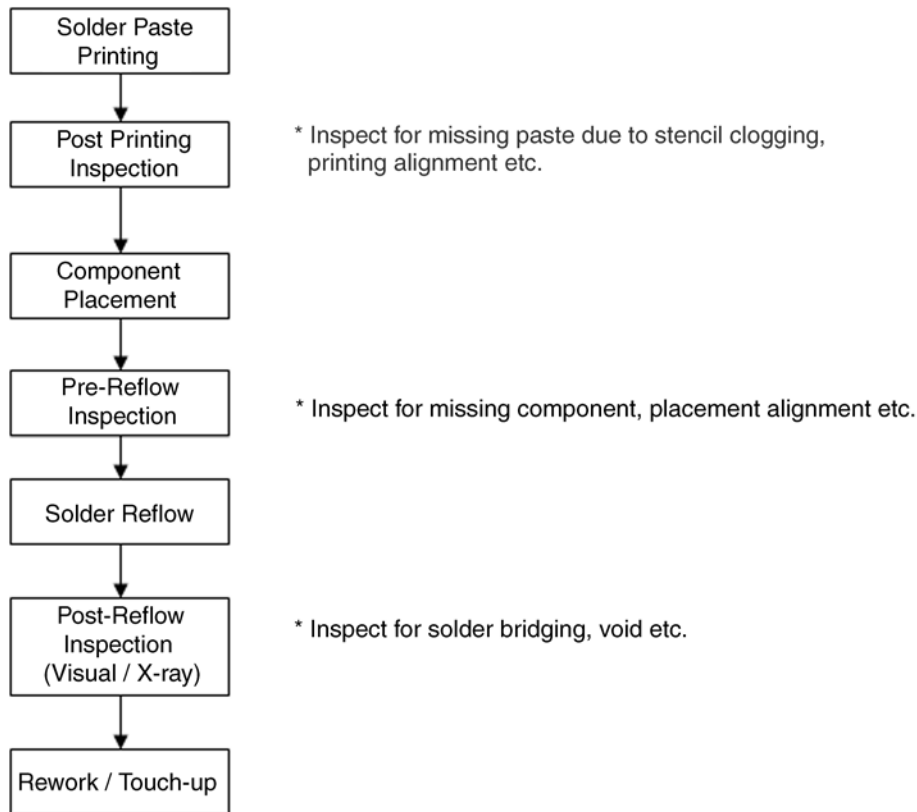 Solder Paste
Printing
Post Printing
Inspection
* Inspect for missing paste due to stencil clogging,
printing alignment etc.
Component
Placement
Pre-Reflow
Inspection
* Inspect for missing component, placement alignment etc.
Solder Reflow
Post-Reflow
Inspection
(Visual / X-ray)
* Inspect for solder bridging, void etc.
Rework / Touch-up